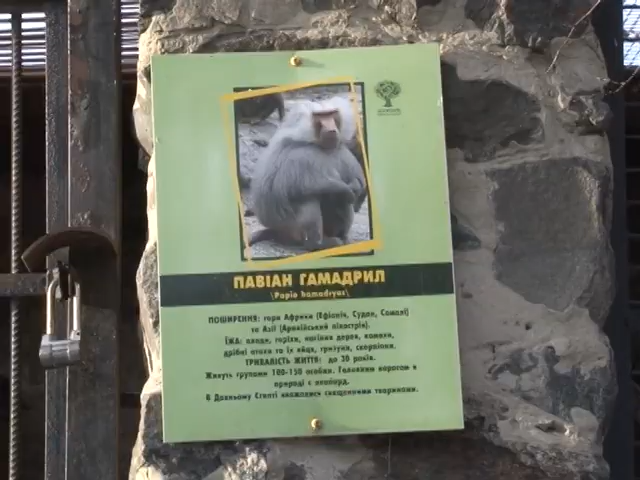 ПАВІАН ГАМАДРИЛ
\Papio hamadryas\
ПОШИРЕННЯ: гори Африки (Ефіопія, Судан, Сомалі)
та Азії (Аравійський півострів).
ЇЖА: плоди, горіхи, насіння дерев, комахи,
дрібні птахи та їх яйця, гризуни, скорпіони.
ТРИВАЛІСТЬ ЖИТТЯ: до 30 років.
Живуть групами 100-150 особин. Головним ворогом в
природі є леопард.
В Давньому Єгипті вважалися священними тваринами.